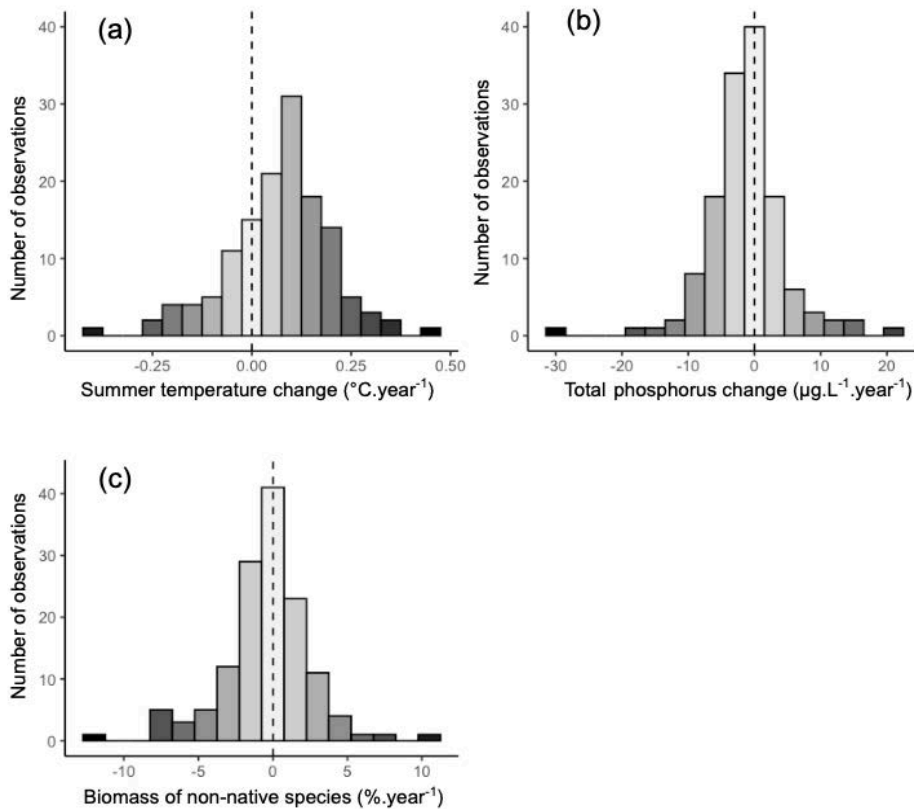 (a)
Number of observations
40
30
20
10
0
-0.25 0.00 0.25 0.50
Summer temperature change (°C.year⁻¹)
(b)
Number of observations
40
30
20
10
0
-30 -20 -10 0 10 20
Total phosphorus change (µg.L⁻¹.year⁻¹)
(c)
Number of observations
40
30
20
10
0
-10 -5 0 5 10
Biomass of non-native species (%.year⁻¹)